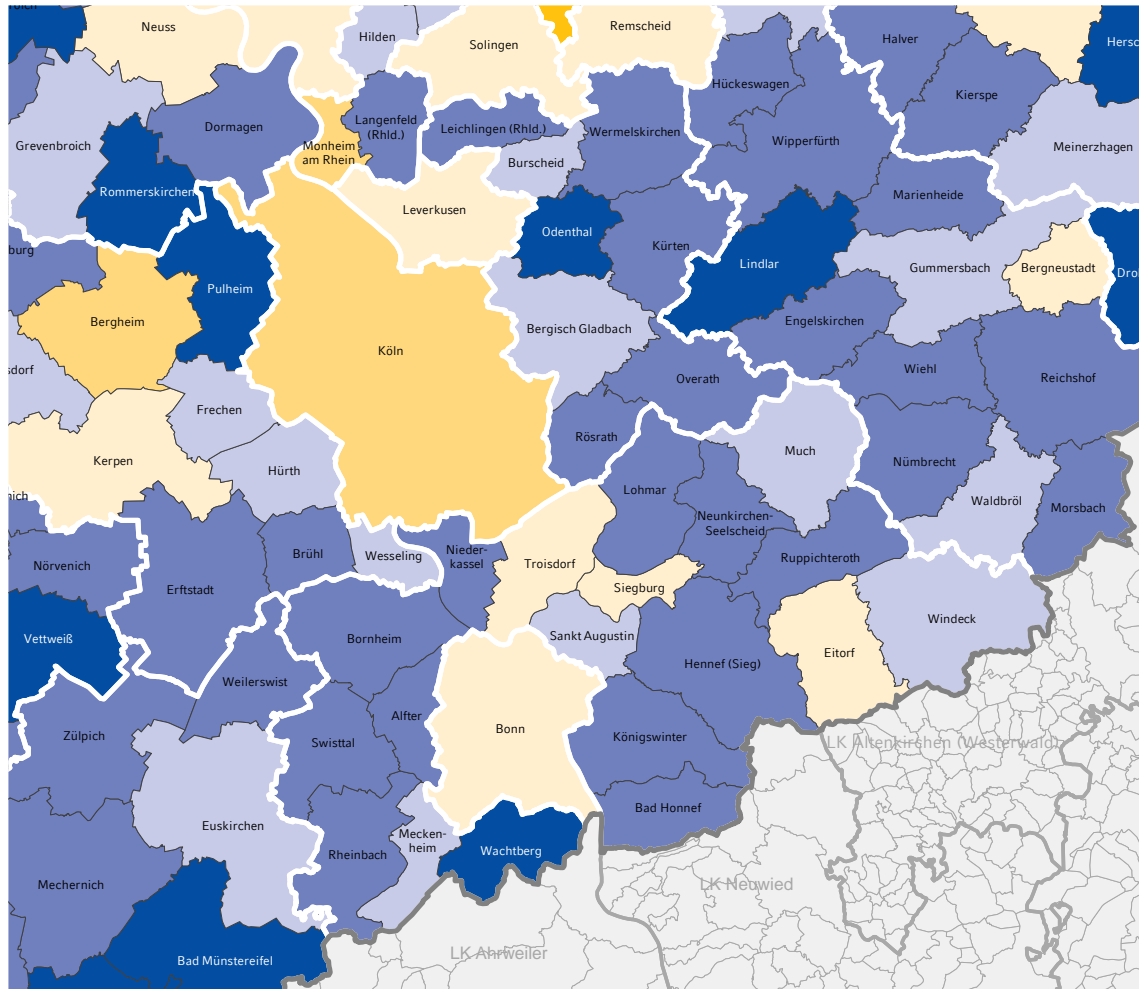 Neuss
Hilden
Solingen
Remscheid
Halver
Hersc
Hückeswagen
Kierspe
Grevenbroich
Dormagen
Langenfeld
(Rhld.)
Leichlingen (Rhld.)
Wermelskirchen
Wipperfürth
Meinerzhagen
Monheim
am Rhein
Burscheid
Rommerskirchen
Marienheide
Leverkusen
Odenthal
Kürten
burg
Lindlar
Gummersbach
Bergneustadt
Drol
Pulheim
Bergheim
Bergisch Gladbach
Engelskirchen
Köln
sdorf
Overath
Wiehl
Reichshof
Frechen
Rösrath
Kerpen
Hürth
Much
Nümbrecht
Lohmar
Waldbröl
Morsbach
nich
Neunkirchen-
Seelscheid
Nörvenich
Brühl
Wesseling
Nieder-
kassel
Troisdorf
Ruppichteroth
Erftstadt
Siegburg
Vettweiß
Bornheim
Sankt Augustin
Windeck
Hennef (Sieg)
Eitorf
Weilerswist
Alfter
Zülpich
Swisttal
Bonn
Königswinter
LK Altenkirchen (Westerwald)
Bad Honnef
Euskirchen
Mecken-
heim
Rheinbach
Wachtberg
Mechernich
LK Neuwied
Bad Münstereifel
LK Ahrweiler